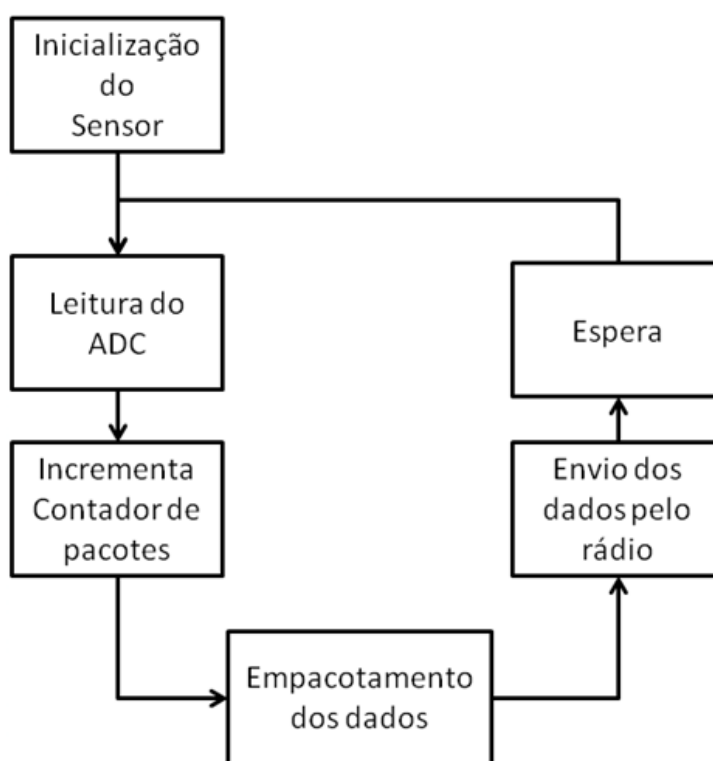 Inicialização
do
Sensor
Leitura do
ADC
Incrementa
Contador de
pacotes
Empacotamento
dos dados
Envio dos
dados pelo
rádio
Espera